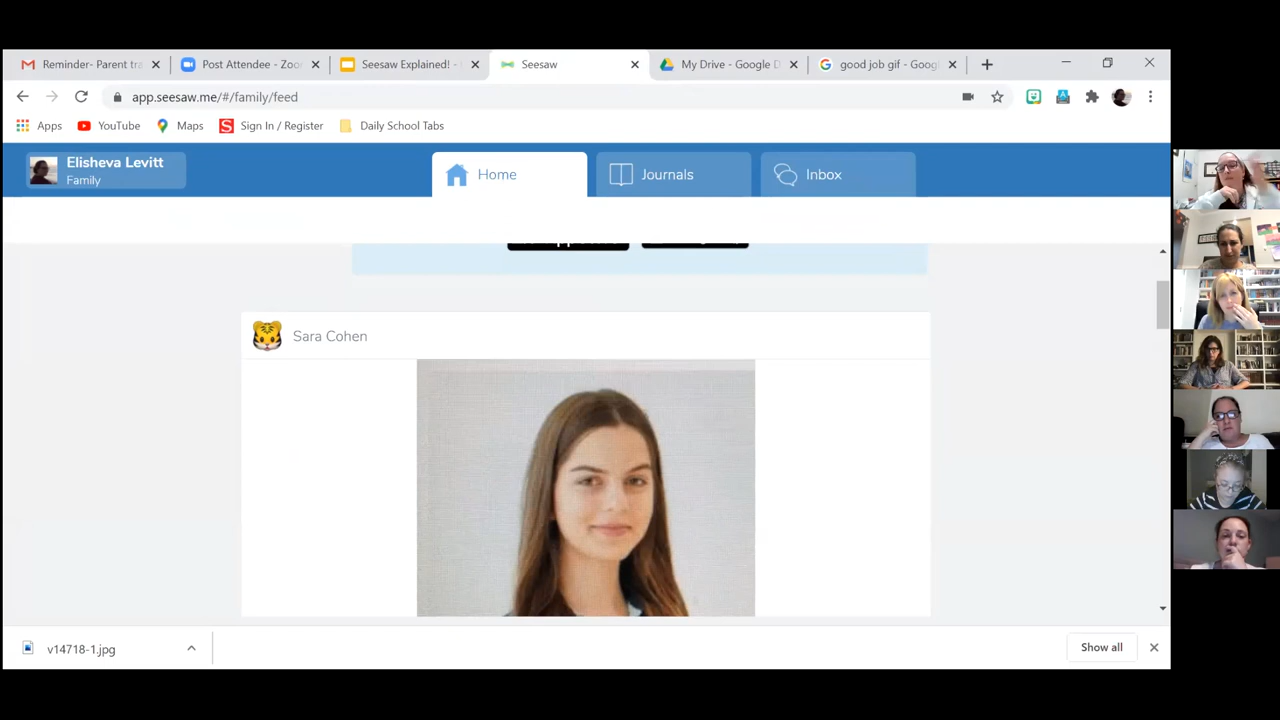 Reminder- Parent tra
Post Attendee - Zoo
Seesaw Explained! -
Seesaw
My Drive - Google D
good job gif - Googl
app.seesaw.me/#/family/feed
Apps
YouTube
Maps
S
Sign In / Register
Daily School Tabs
Elisheva Levitt
Family
Home
Journals
Inbox
Sara Cohen
v14718-1.jpg
Show all